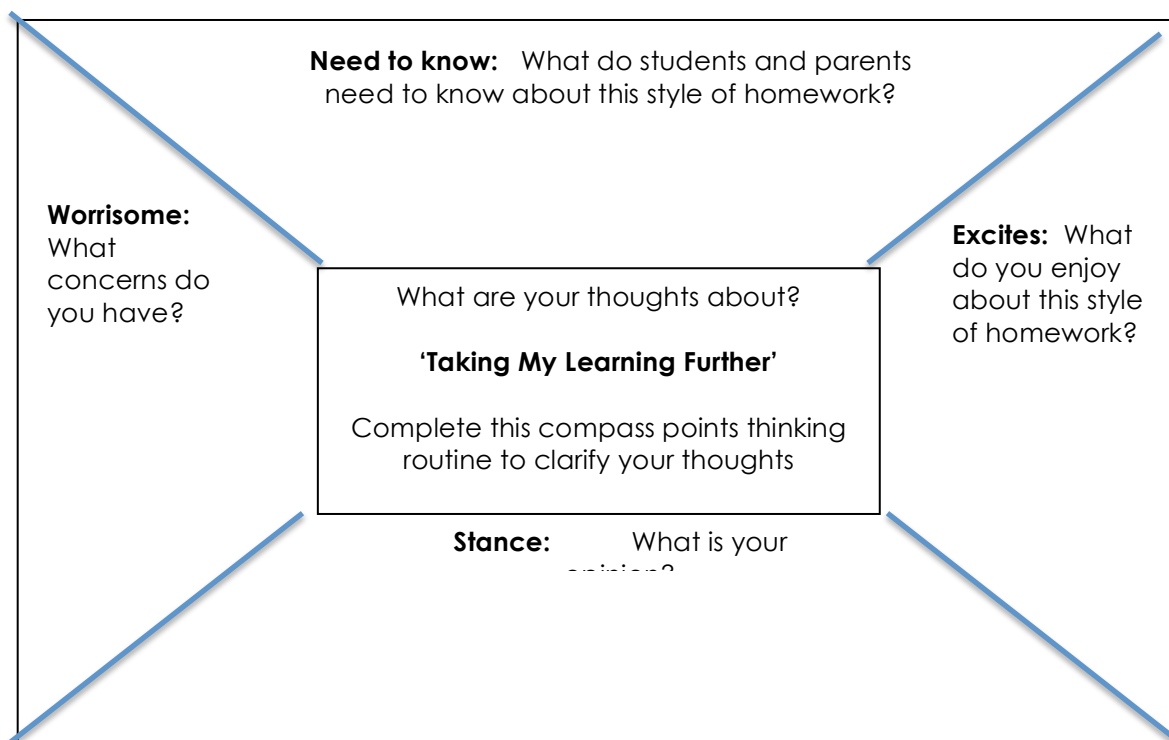 Need to know: What do students and parents
need to know about this style of homework?
Worrisome:
What
concerns do
you have?
Excites: What
do you enjoy
about this style
of homework?
What are your thoughts about?
‘Taking My Learning Further’
Complete this compass points thinking
routine to clarify your thoughts
Stance: What is your
opinion?